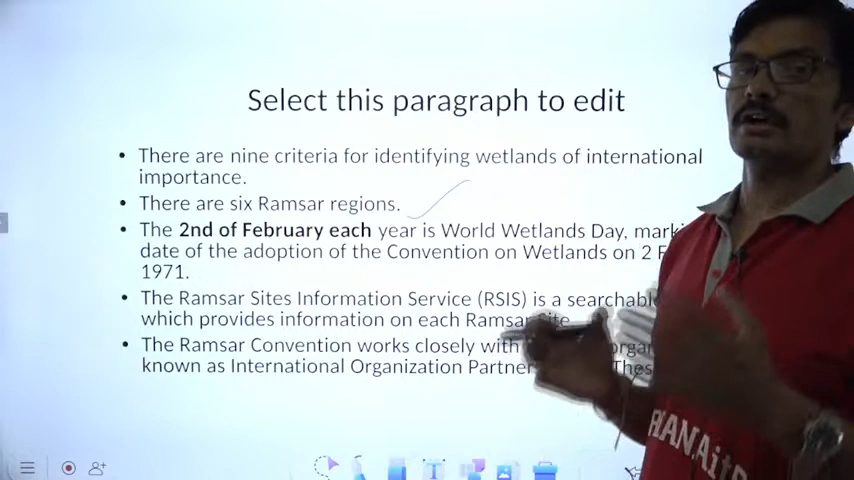 Select this paragraph to edit
• There are nine criteria for identifying wetlands of international
importance.
• There are six Ramsar regions.
• The 2nd of February each year is World Wetlands Day,
date of the adoption of the Convention on Wetlands on 2
1971.
• The Ramsar Sites Information Service (RSIS) is a
which provides information on each Ramsar
• The Ramsar Convention works closely with
known as International Organization